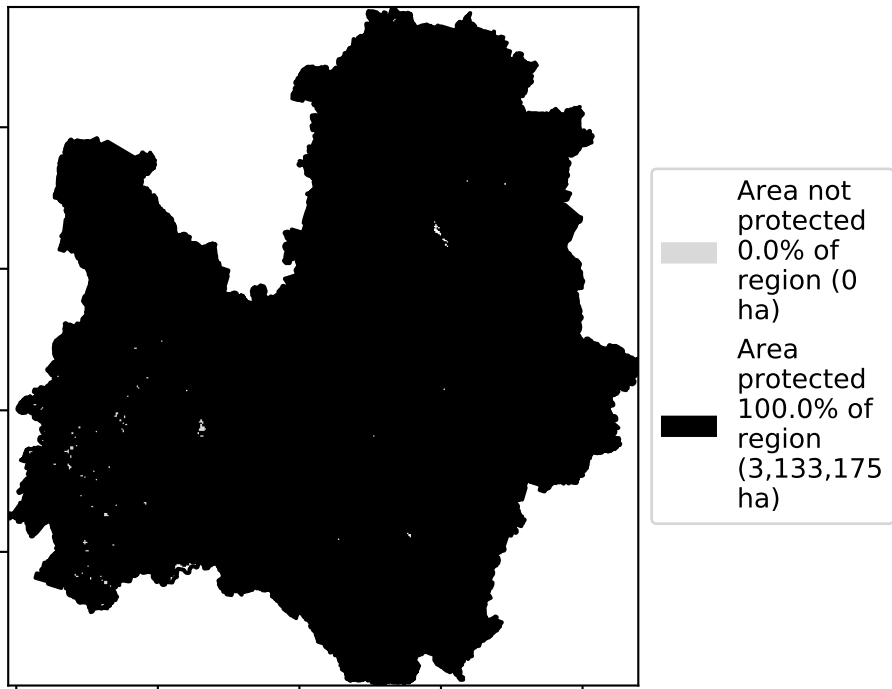 Area not
protected
0.0% of
region (0
ha)
Area
protected
100.0% of
region
(3,133,175
ha)